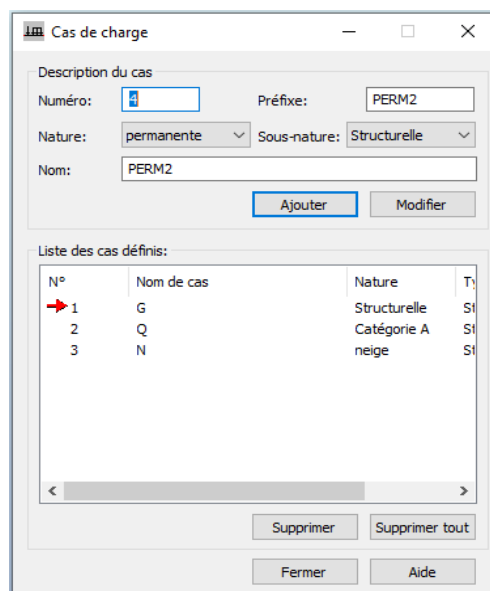 Cas de charge
Description du cas
Numéro: 4 Préfixe: PERM2
Nature: permanente Sous-nature: Structurelle
Nom: PERM2
Ajouter Modifier
Liste des cas définis:
N° Nom de cas Nature
1 G Structurelle
2 Q Catégorie A
3 N neige
Supprimer Supprimer tout
Fermer Aide